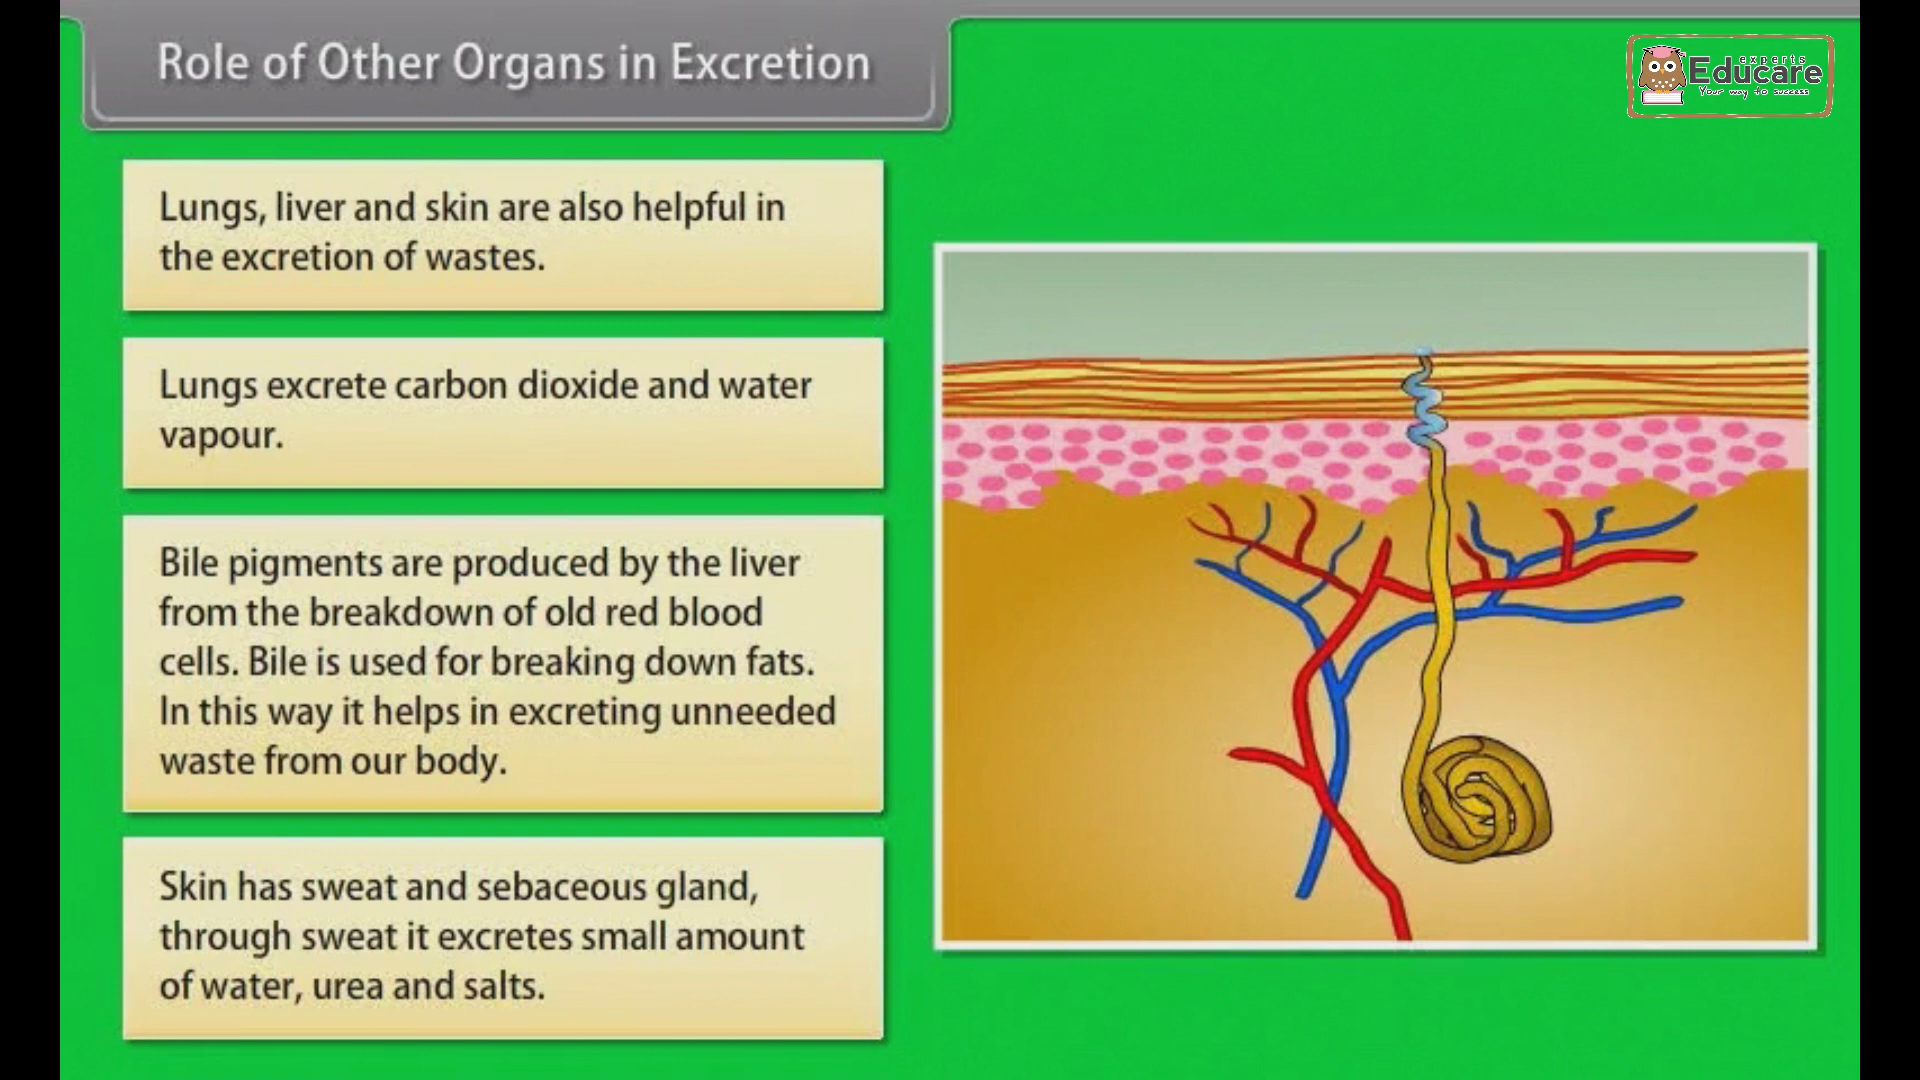 Role of Other Organs in Excretion
experts
Educare
Your way to success
Lungs, liver and skin are also helpful in
the excretion of wastes.
Lungs excrete carbon dioxide and water
vapour.
Bile pigments are produced by the liver
from the breakdown of old red blood
cells. Bile is used for breaking down fats.
In this way it helps in excreting unneeded
waste from our body.
Skin has sweat and sebaceous gland,
through sweat it excretes small amount
of water, urea and salts.